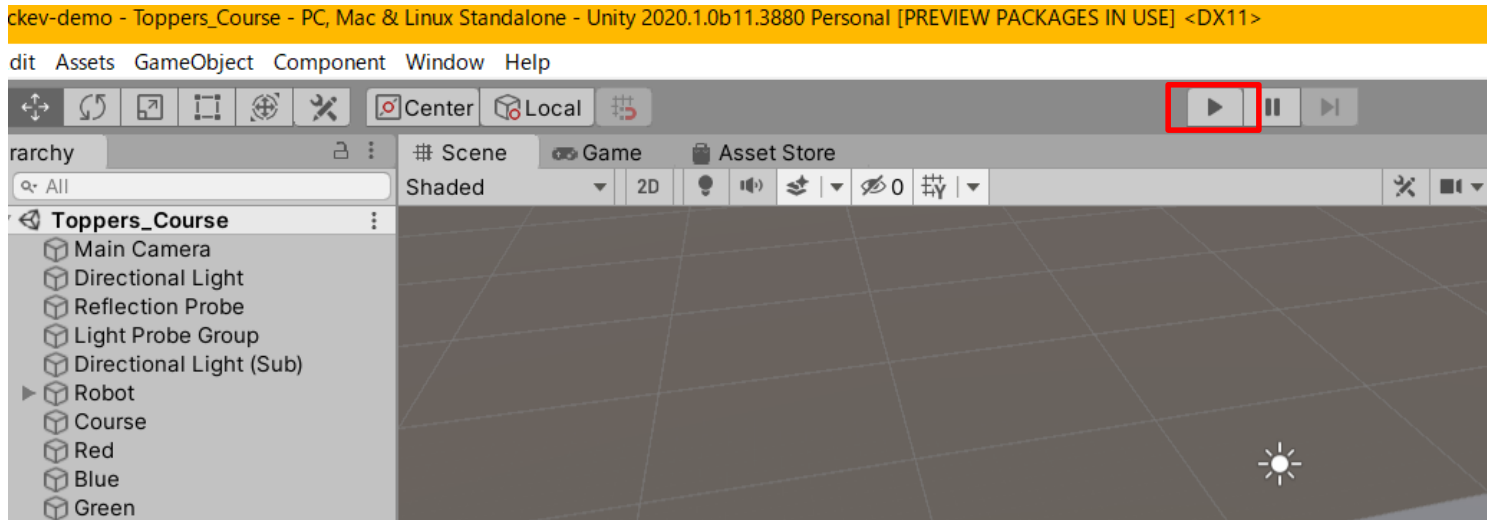 ckev-demo - Toppers_Course - PC, Mac & Linux Standalone - Unity 2020.1.0b11.3880 Personal [PREVIEW PACKAGES IN USE] <DX11>
dit Assets GameObject Component Window Help
Center Local
rarchy
Scene Game Asset Store
All
Shaded 2D 0
Toppers_Course
Main Camera
Directional Light
Reflection Probe
Light Probe Group
Directional Light (Sub)
Robot
Course
Red
Blue
Green